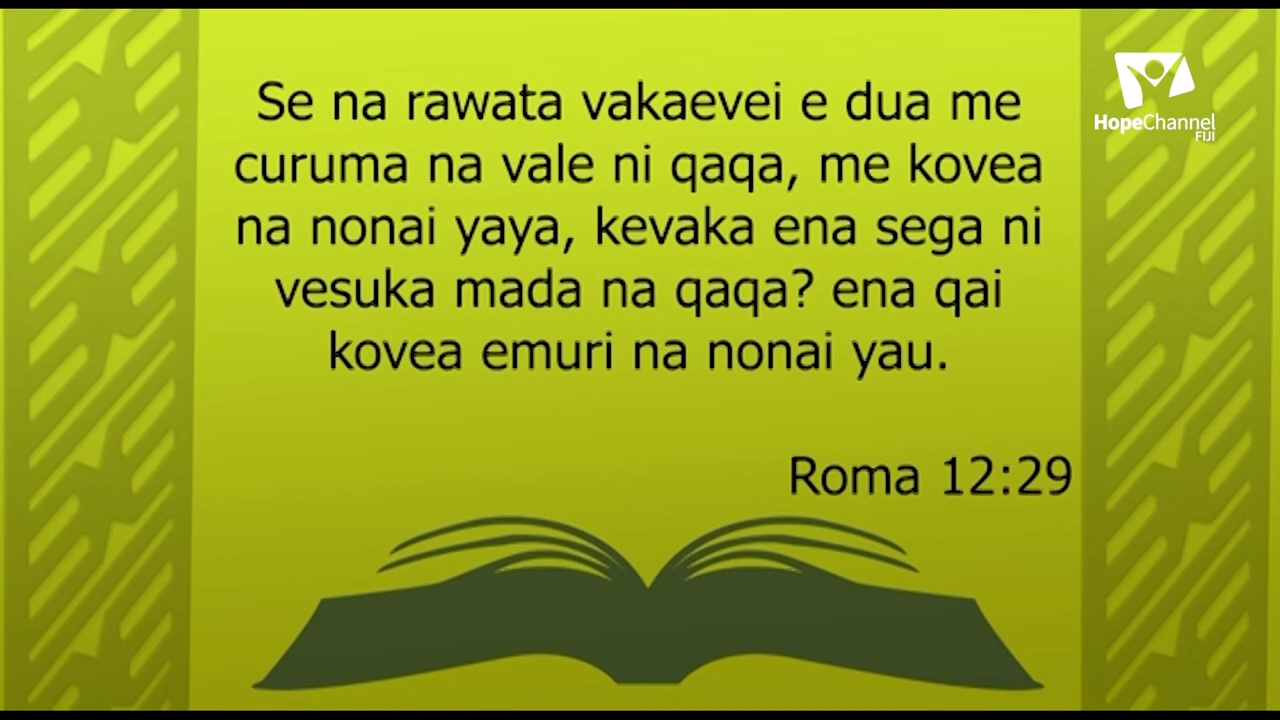 Se na rawata vakaevei e dua me
curuma na vale ni qaqa, me kovea
na nonai yaya, kevaka ena sega ni
vesuka mada na qaqa? ena qai
kovea emuri na nonai yau.
Roma 12:29
HopeChannel
FIJI